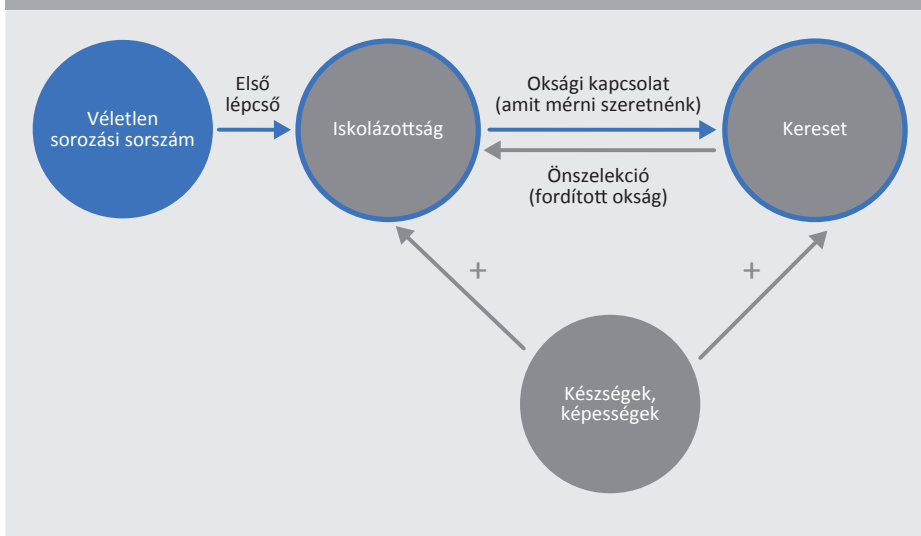 Véletlen
sorozási sorszám
Első
lépcső
Iskolázottság
Oksági kapcsolat
(amit mérni szeretnénk)
Önszelekció
(fordított okság)
Kereset
+
+
Készségek,
képességek